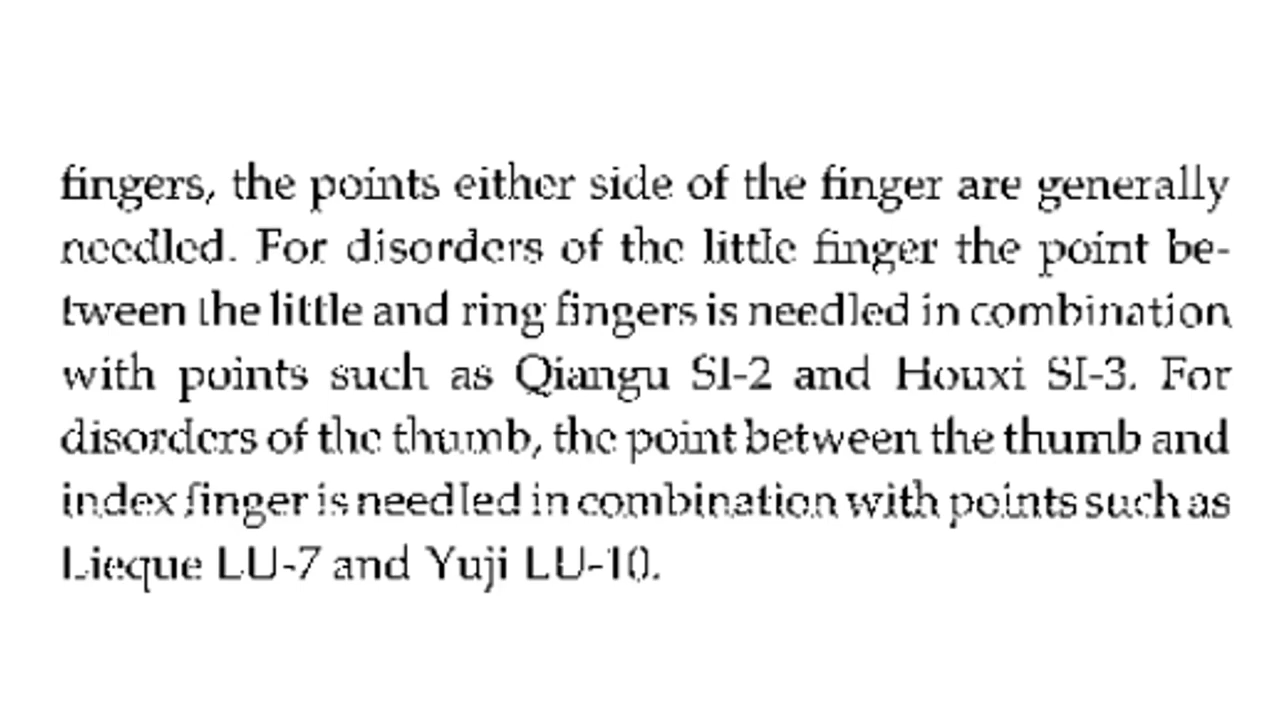 fingers, the points either side of the finger are generally
needled. For disorders of the little finger the point be-
tween the little and ring fingers is needled in combination
with points such as Qiangu SI-2 and Houxi SI-3. For
disorders of the thumb, the point between the thumb and
index finger is needled in combination with points such as
Lieque LU-7 and Yuji LU-10.